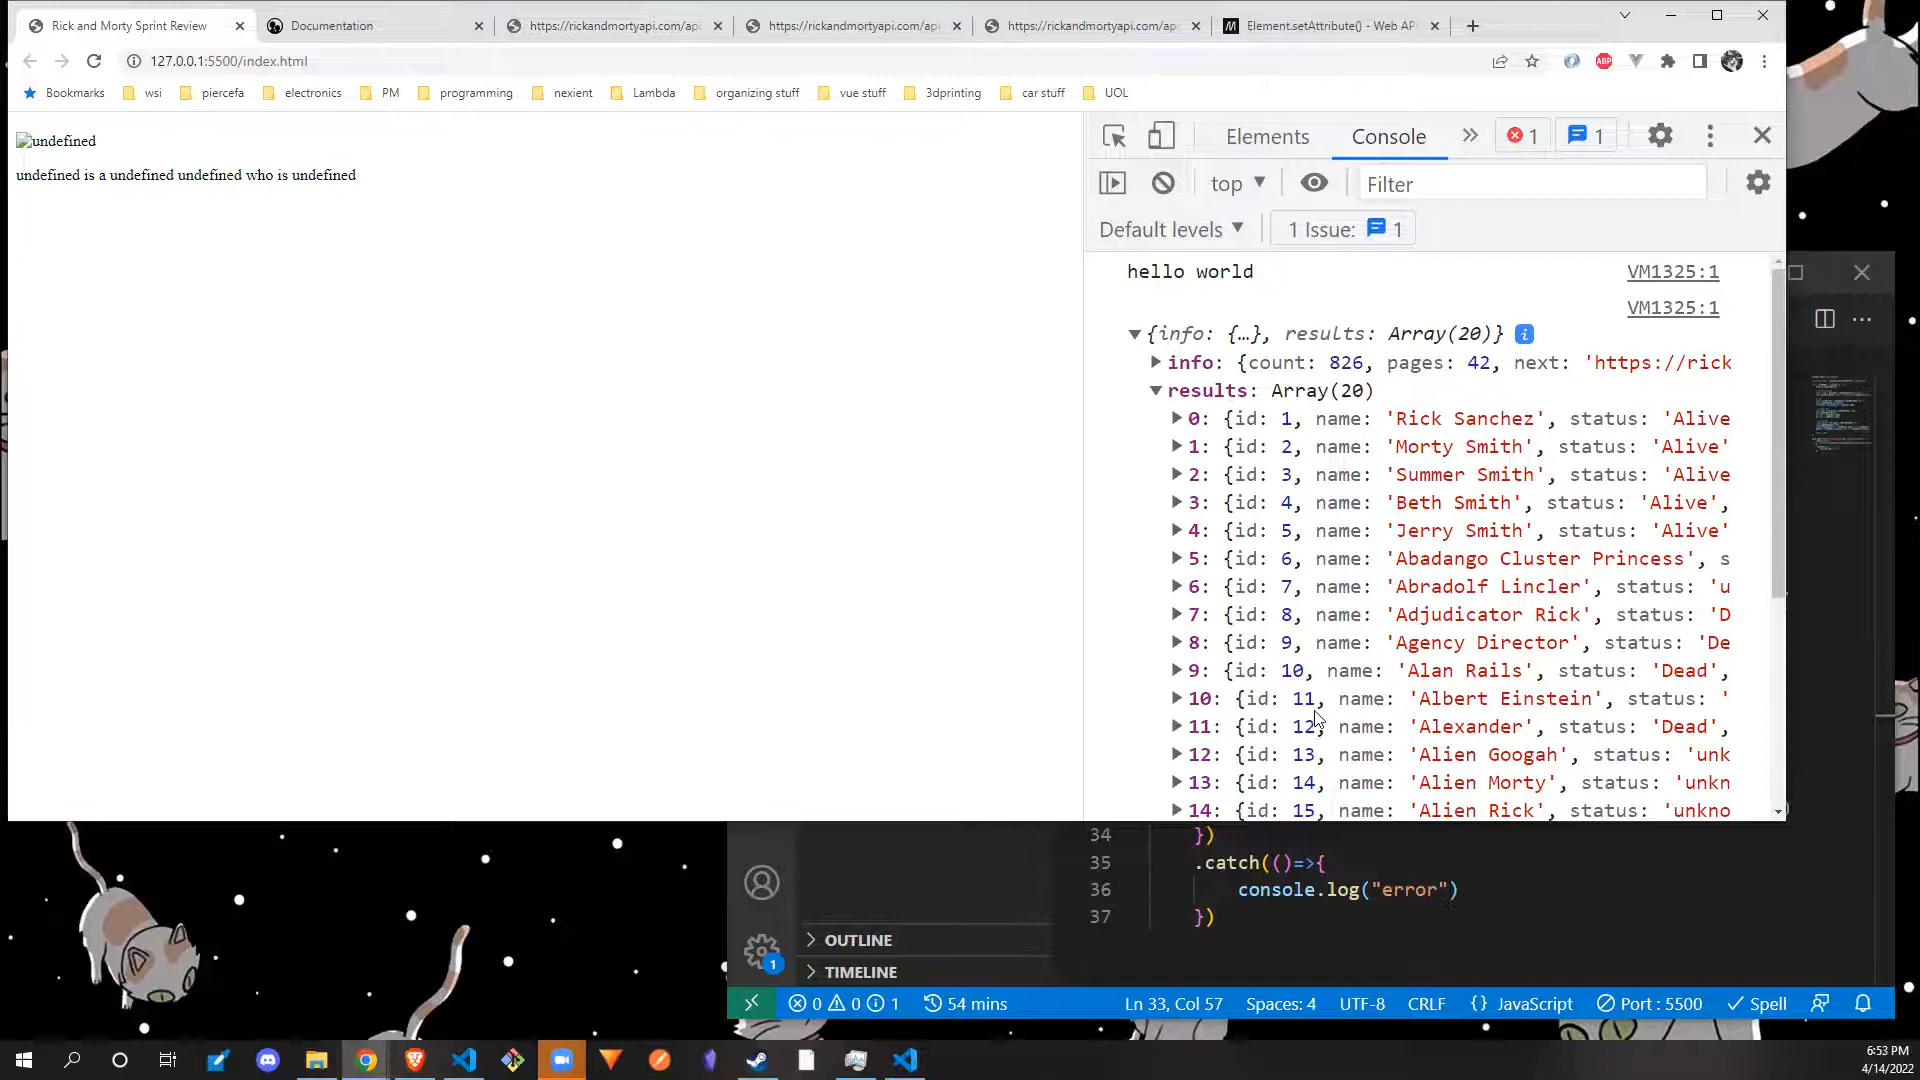 Rick and Morty Sprint Review
Documentation
https://rickandmortyapi.com/api
https://rickandmortyapi.com/api
https://rickandmortyapi.com/ape
Element.setAttribute() - Web AP
127.0.0.1:5500/index.html
Bookmarks wsi piercefa electronics PM programming nexient Lambda organizing stuff vue stuff 3dprinting car stuff UOL
undefined
undefined is a undefined undefined who is undefined
Elements Console 1 1
top Filter
Default levels 1 Issue: 1
hello world VM1325:1
VM1325:1
{info: {…}, results: Array(20)}
info: {count: 826, pages: 42, next: 'https://rick
results: Array(20)
0: {id: 1, name: 'Rick Sanchez', status: 'Alive
1: {id: 2, name: 'Morty Smith', status: 'Alive'
2: {id: 3, name: 'Summer Smith', status: 'Alive
3: {id: 4, name: 'Beth Smith', status: 'Alive',
4: {id: 5, name: 'Jerry Smith', status: 'Alive'
5: {id: 6, name: 'Abadango Cluster Princess', s
6: {id: 7, name: 'Abradolf Lincler', status: 'u
7: {id: 8, name: 'Adjudicator Rick', status: 'D
8: {id: 9, name: 'Agency Director', status: 'De
9: {id: 10, name: 'Alan Rails', status: 'Dead',
10: {id: 11, name: 'Albert Einstein', status: '
11: {id: 12, name: 'Alexander', status: 'Dead',
12: {id: 13, name: 'Alien Googah', status: 'unk
13: {id: 14, name: 'Alien Morty', status: 'unkn
14: {id: 15, name: 'Alien Rick', status: 'unkno
34 })
35 .catch(()=>{
36 console.log("error")
37 })
OUTLINE
TIMELINE
1
0 0 1 54 mins Ln 33, Col 57 Spaces: 4 UTF-8 CRLF {} JavaScript Port : 5500 Spell
6:53 PM
4/14/2022